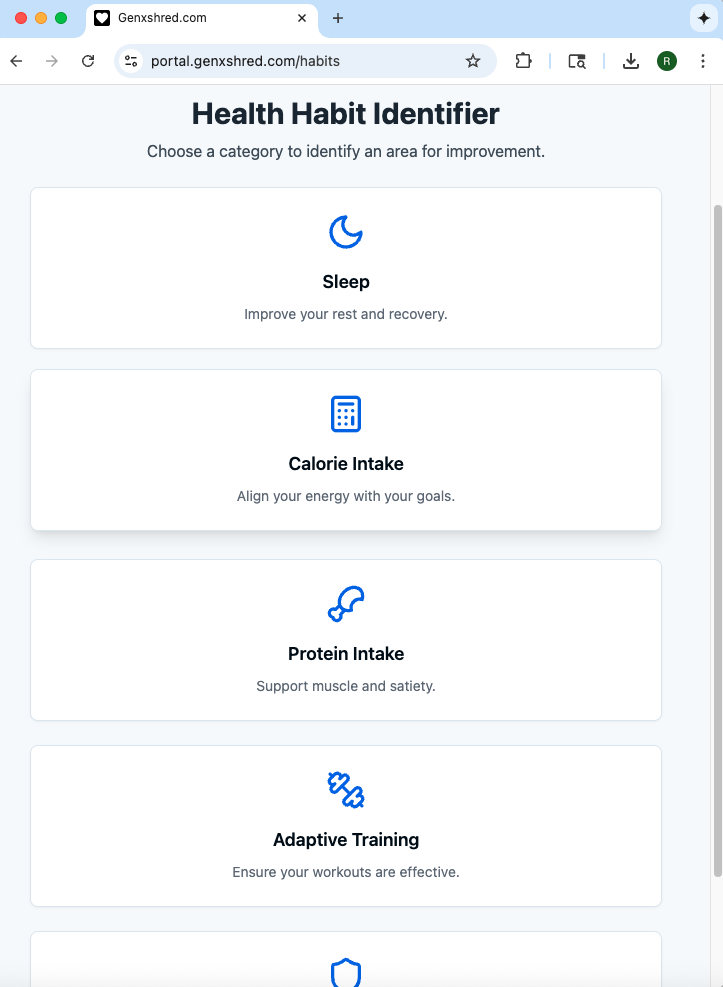 Genxshred.com
portal.genxshred.com/habits
R
Health Habit Identifier
Choose a category to identify an area for improvement.
Sleep
Improve your rest and recovery.
Calorie Intake
Align your energy with your goals.
Protein Intake
Support muscle and satiety.
Adaptive Training
Ensure your workouts are effective.